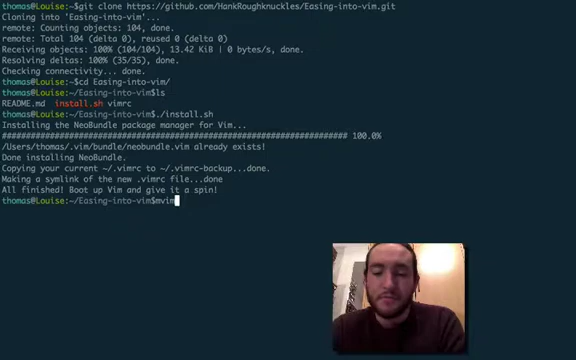 thomas@Louise:~$git clone https://github.com/HankRoughknuckles/Easing-into-vim.git
Cloning into 'Easing-into-vim'...
remote: Counting objects: 104, done.
remote: Total 104 (delta 0), reused 0 (delta 0)
Receiving objects: 100% (104/104), 13.42 KiB | 0 bytes/s, done.
Resolving deltas: 100% (35/35), done.
Checking connectivity... done.
thomas@Louise:~$cd Easing-into-vim/
thomas@Louise:~/Easing-into-vim$ls
README.md install.sh vimrc
thomas@Louise:~/Easing-into-vim$./install.sh
Installing the NeoBundle package manager for Vim...
######################################################################## 100.0%
/Users/thomas/.vim/bundle/neobundle.vim already exists!
Done installing NeoBundle.
Copying your current ~/.vimrc to ~/.vimrc-backup...done.
Making a symlink of the new .vimrc file...done
All finished! Boot up Vim and give it a spin!
thomas@Louise:~/Easing-into-vim$mvim